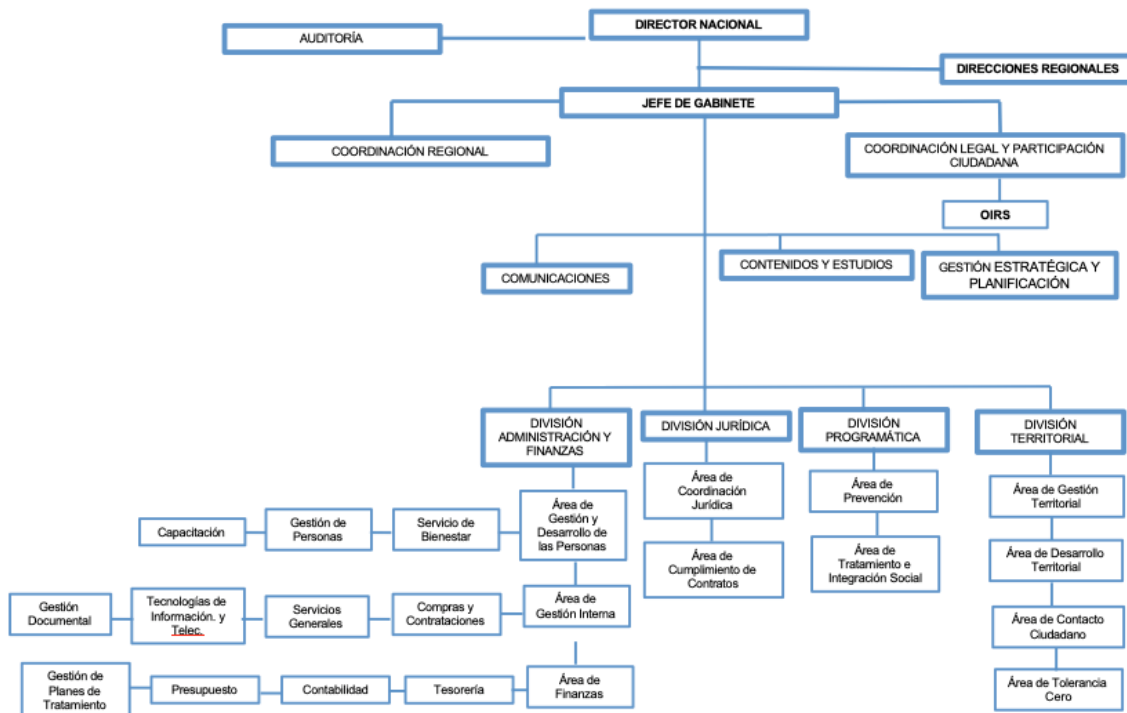 DIRECTOR NACIONAL
AUDITORÍA
DIRECCIONES REGIONALES
JEFE DE GABINETE
COORDINACIÓN REGIONAL
COORDINACIÓN LEGAL Y PARTICIPACIÓN
CIUDADANA
OIRS
COMUNICACIONES
CONTENIDOS Y ESTUDIOS
GESTIÓN ESTRATÉGICA Y
PLANIFICACIÓN
DIVISIÓN
ADMINISTRACIÓN Y
FINANZAS
DIVISIÓN JURÍDICA
DIVISIÓN
PROGRAMÁTICA
DIVISIÓN
TERRITORIAL
Área de
Coordinación
Jurídica
Área de
Prevención
Área de Gestión
Territorial
Capacitación
Gestión de
Personas
Servicio de
Bienestar
Área de
Gestión y
Desarrollo de
las Personas
Área de
Cumplimiento de
Contratos
Área de
Tratamiento e
Integración Social
Área de Desarrollo
Territorial
Gestión
Documental
Tecnologías de
Información. y
Telec.
Servicios
Generales
Compras y
Contrataciones
Área de
Gestión Interna
Área de Contacto
Ciudadano
Gestión de
Planes de
Tratamiento
Presupuesto
Contabilidad
Tesorería
Área de
Finanzas
Área de Tolerancia
Cero